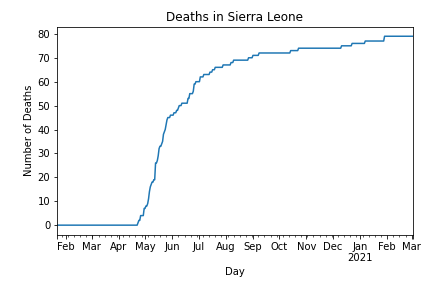 Deaths in Sierra Leone
80
70
60
50
40
30
20
10
0
Number of Deaths
Feb Mar Apr May Jun Jul Aug Sep Oct Nov Dec Jan Feb Mar
2021
Day